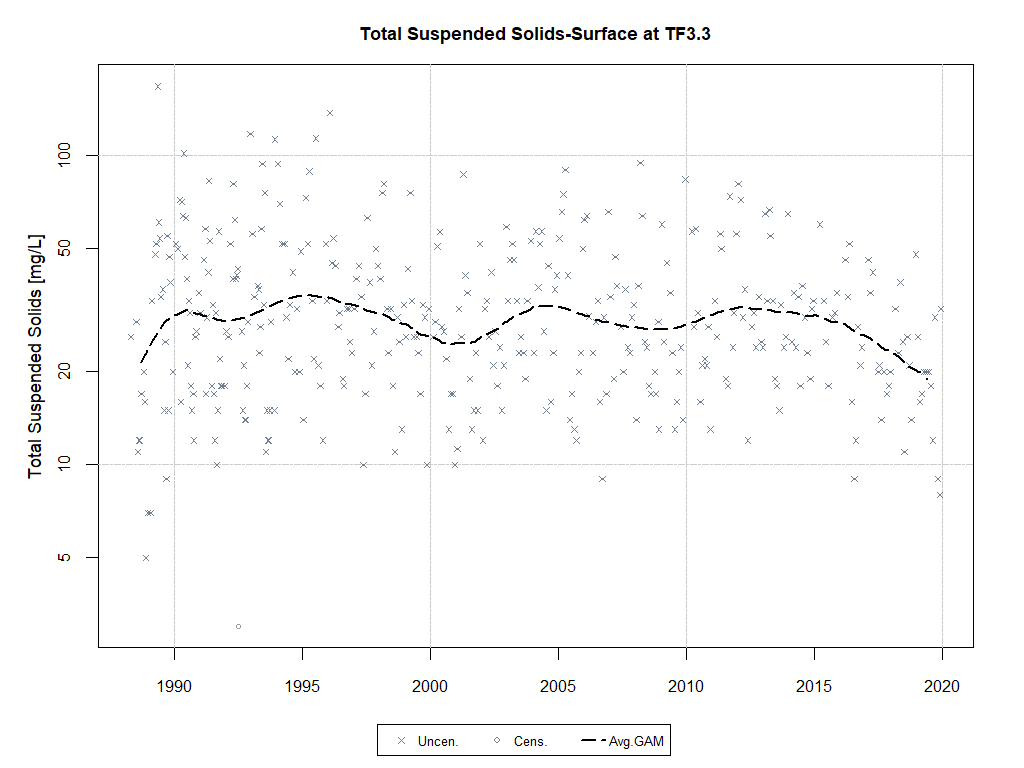 Total Suspended Solids-Surface at TF3.3
Total Suspended Solids [mg/L]
100
50
20
10
5
1990 1995 2000 2005 2010 2015 2020
Uncen. Cens. Avg.GAM